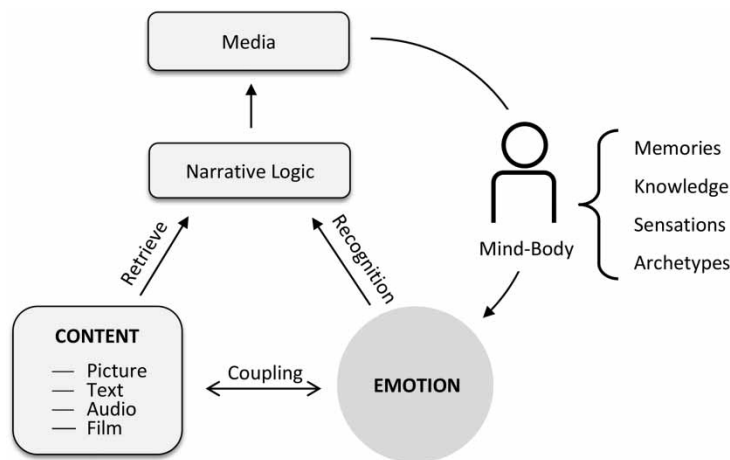 Media
Narrative Logic
Retrieve
Recognition
Mind-Body
Memories
Knowledge
Sensations
Archetypes
CONTENT
— Picture
— Text
— Audio
— Film
Coupling
EMOTION